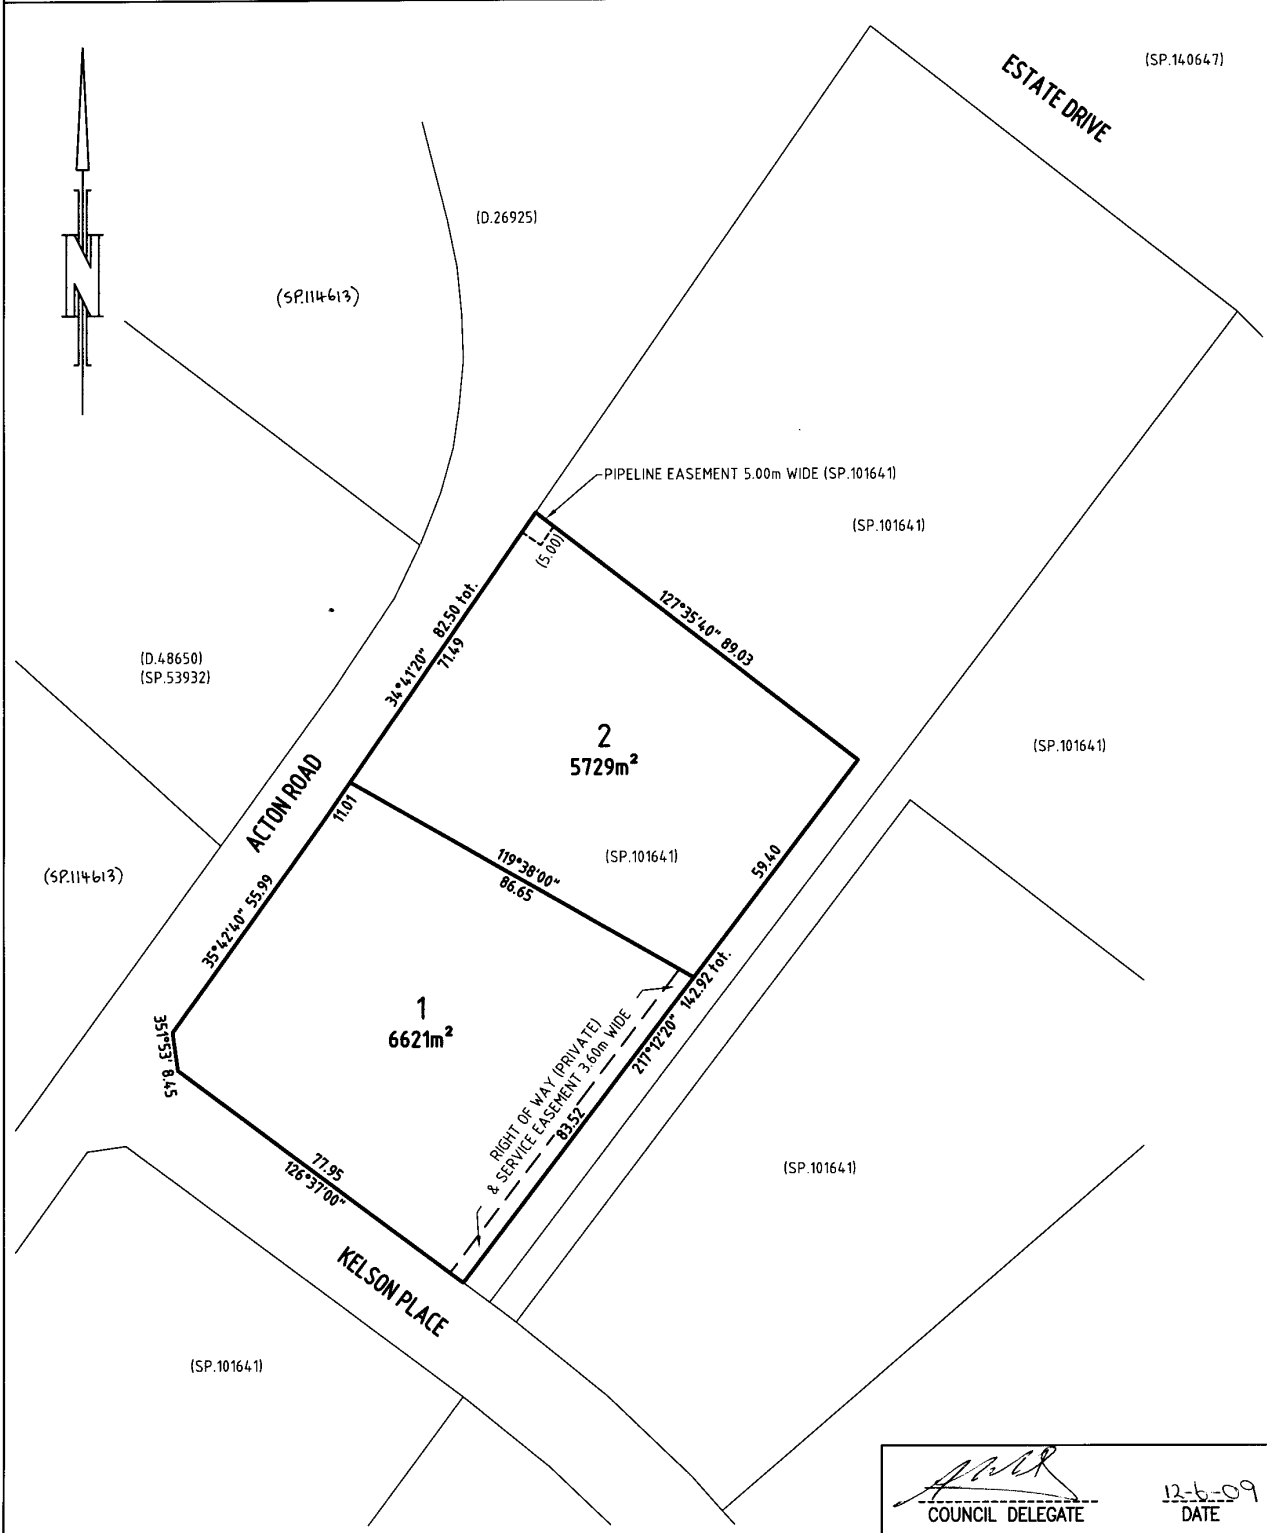 ESTATE DRIVE
(SP.140647)
N
(D.26925)
(SP.114613)
PIPELINE EASEMENT 5.00m WIDE (SP.101641)
(SP.101641)
(5.00)
127°35'40" 89.03
82.50 tot.
34°41'20"
71.49
(D.48650)
(SP.53932)
2
5729m²
(SP.101641)
ACTON ROAD
11.01
119°38'00"
86.65
(SP.101641)
59.40
(SP.114613)
35°42'40" 55.99
1
6621m²
351°53' 8.45
RIGHT OF WAY (PRIVATE)
& SERVICE EASEMENT 3.60m WIDE
217°12'20" 142.92 tot.
83.52
77.95
126°37'00"
(SP.101641)
KELSON PLACE
(SP.101641)
12-6-09
COUNCIL DELEGATE
DATE